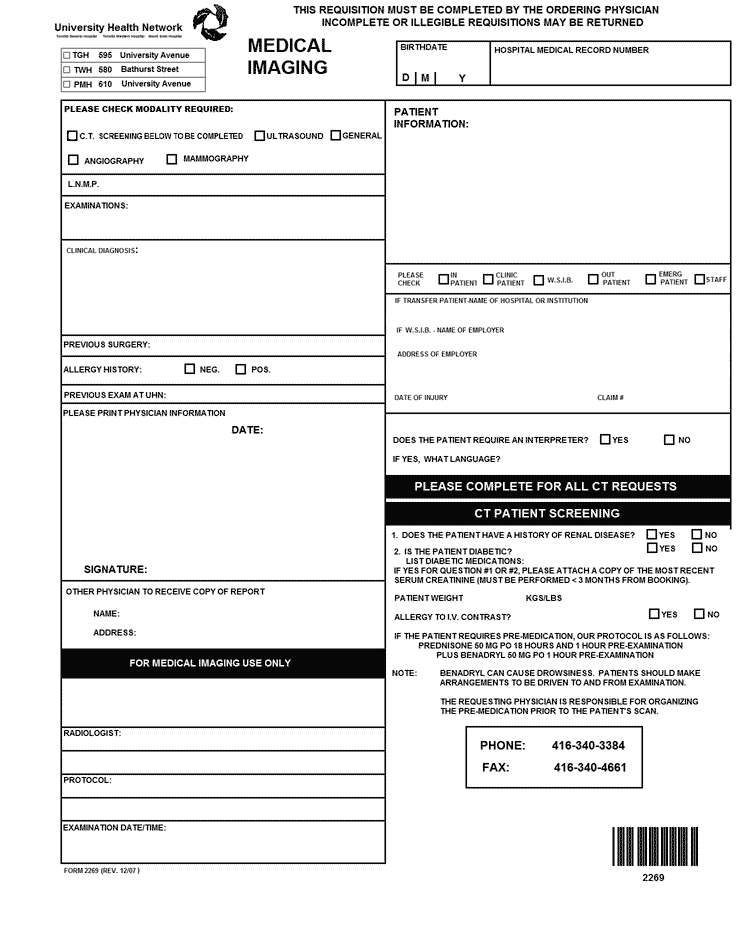 THIS REQUISITION MUST BE COMPLETED BY THE ORDERING PHYSICIAN
INCOMPLETE OR ILLEGIBLE REQUISITIONS MAY BE RETURNED
University Health Network
Toronto General Hospital Toronto Western Hospital Princess Margaret Hospital
TGH 595 University Avenue
TWH 580 Bathurst Street
PMH 610 University Avenue
MEDICAL
IMAGING
BIRTHDATE
D M Y
HOSPITAL MEDICAL RECORD NUMBER
PLEASE CHECK MODALITY REQUIRED:
C.T. SCREENING BELOW TO BE COMPLETED ULTRASOUND GENERAL
ANGIOGRAPHY MAMMOGRAPHY
L.N.M.P.
EXAMINATIONS:
CLINICAL DIAGNOSIS:
PREVIOUS SURGERY:
ALLERGY HISTORY: NEG. POS.
PREVIOUS EXAM AT UHN:
PLEASE PRINT PHYSICIAN INFORMATION
DATE:
SIGNATURE:
OTHER PHYSICIAN TO RECEIVE COPY OF REPORT
NAME:
ADDRESS:
FOR MEDICAL IMAGING USE ONLY
RADIOLOGIST:
PROTOCOL:
EXAMINATION DATE/TIME:
FORM 2269 (REV. 12/07 )
PATIENT
INFORMATION:
PLEASE CHECK
IN PATIENT
CLINIC PATIENT
W.S.I.B.
OUT PATIENT
EMERG PATIENT
STAFF
IF TRANSFER PATIENT-NAME OF HOSPITAL OR INSTITUTION
IF W.S.I.B. - NAME OF EMPLOYER
ADDRESS OF EMPLOYER
DATE OF INJURY CLAIM #
DOES THE PATIENT REQUIRE AN INTERPRETER? YES NO
IF YES, WHAT LANGUAGE?
PLEASE COMPLETE FOR ALL CT REQUESTS
CT PATIENT SCREENING
1. DOES THE PATIENT HAVE A HISTORY OF RENAL DISEASE? YES NO
2. IS THE PATIENT DIABETIC? YES NO
LIST DIABETIC MEDICATIONS:
IF YES FOR QUESTION #1 OR #2, PLEASE ATTACH A COPY OF THE MOST RECENT
SERUM CREATININE (MUST BE PERFORMED < 3 MONTHS FROM BOOKING).
PATIENT WEIGHT KGS/LBS
ALLERGY TO I.V. CONTRAST? YES NO
IF THE PATIENT REQUIRES PRE-MEDICATION, OUR PROTOCOL IS AS FOLLOWS:
PREDNISONE 50 MG PO 18 HOURS AND 1 HOUR PRE-EXAMINATION
PLUS BENADRYL 50 MG PO 1 HOUR PRE-EXAMINATION
NOTE: BENADRYL CAN CAUSE DROWSINESS. PATIENTS SHOULD MAKE
ARRANGEMENTS TO BE DRIVEN TO AND FROM EXAMINATION.
THE REQUESTING PHYSICIAN IS RESPONSIBLE FOR ORGANIZING
THE PRE-MEDICATION PRIOR TO THE PATIENT'S SCAN.
PHONE: 416-340-3384
FAX: 416-340-4661
2269